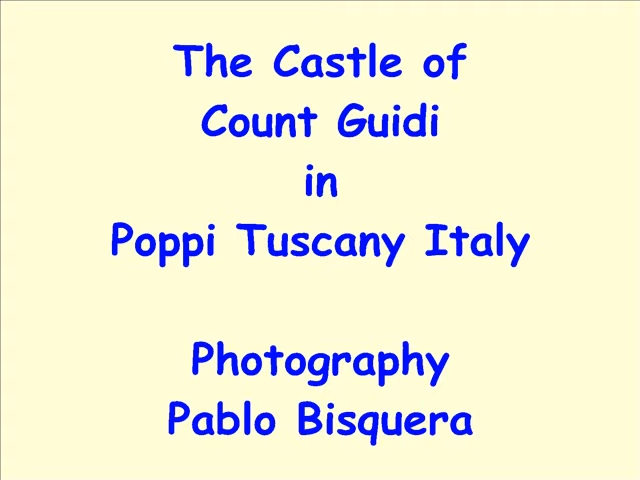 The Castle of
Count Guidi
in
Poppi Tuscany Italy
Photography
Pablo Bisquera